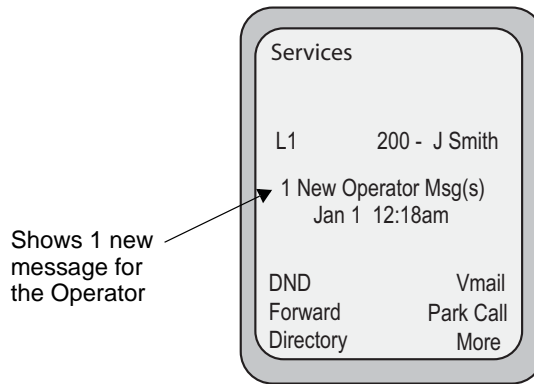 Services
L1 200 - J Smith
1 New Operator Msg(s)
Jan 1 12:18am
Shows 1 new
message for
the Operator
DND Vmail
Forward Park Call
Directory More